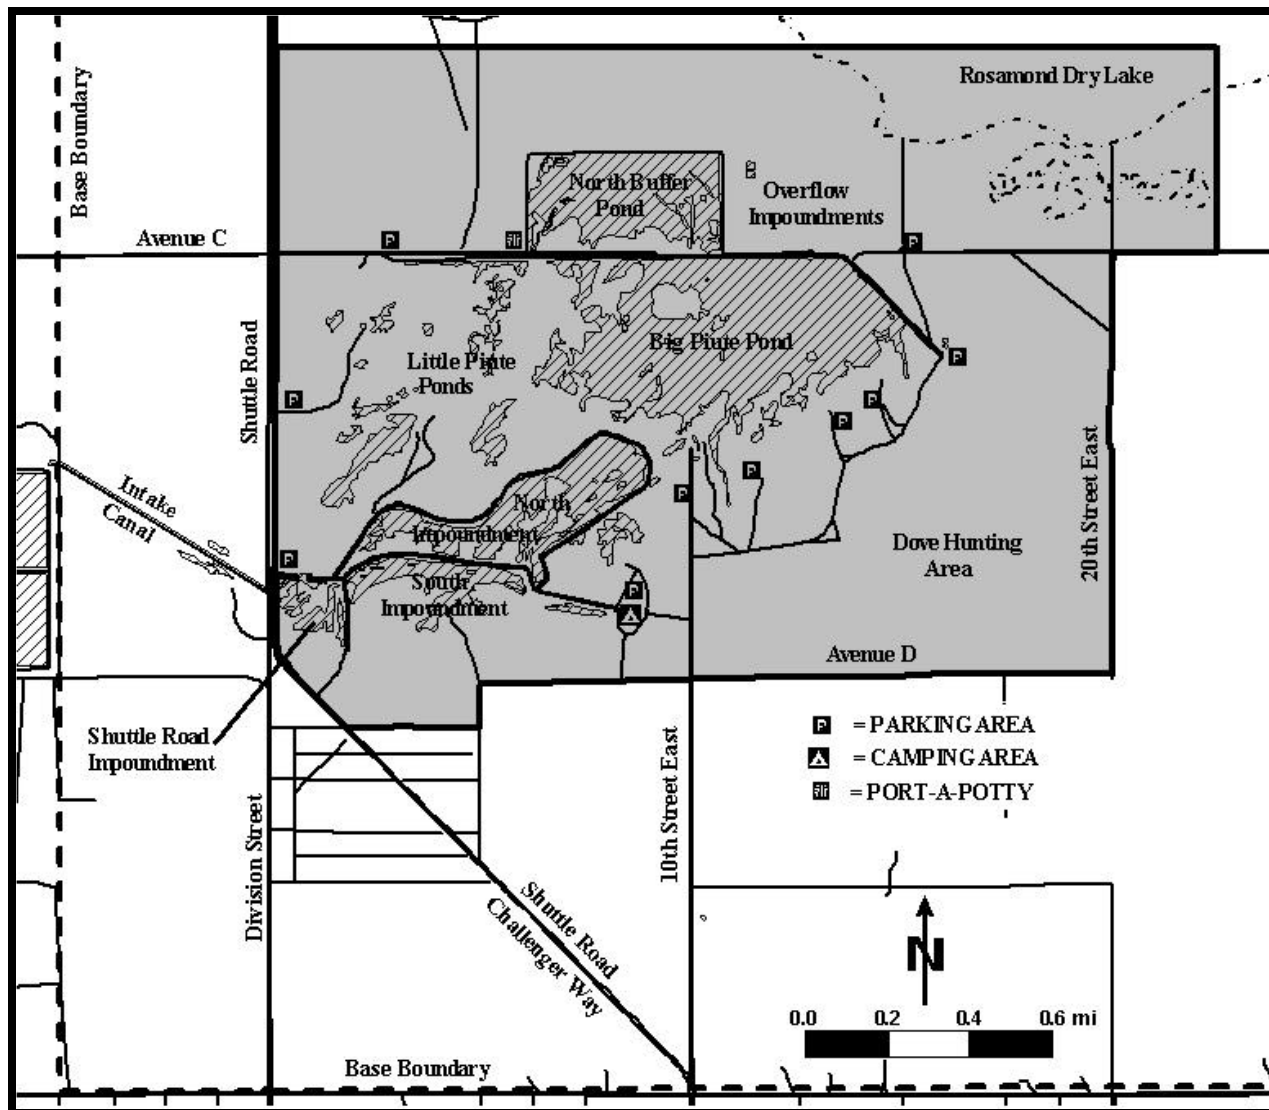 Rosamond Dry Lake
Base Boundary
North Buffer
Pond
Overflow
Impoundments
Avenue C
P
P
Shuttle Road
Big Piute Pond
P
Little Piute
Ponds
P
P
P
20th Street East
P
P
Intake
Canal
North
Impoundment
Dove Hunting
Area
P
South
Impoundment
P
Avenue D
Shuttle Road
Impoundment
P = PARKING AREA
= CAMPING AREA
= PORT-A-POTTY
10th Street East
Division Street
Shuttle Road
Challenger Way
N
0.0 0.2 0.4 0.6 mi
Base Boundary